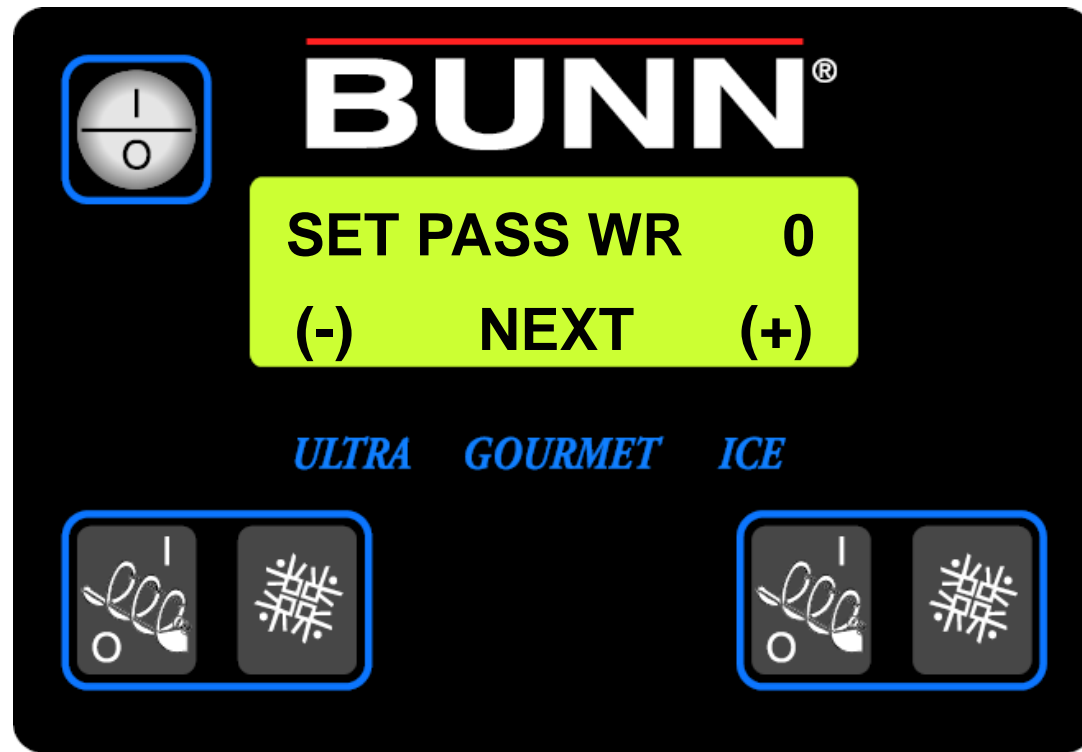 I
O
BUNN®
SET PASS WR 0
(-) NEXT (+)
ULTRA GOURMET ICE
I
O
I
O